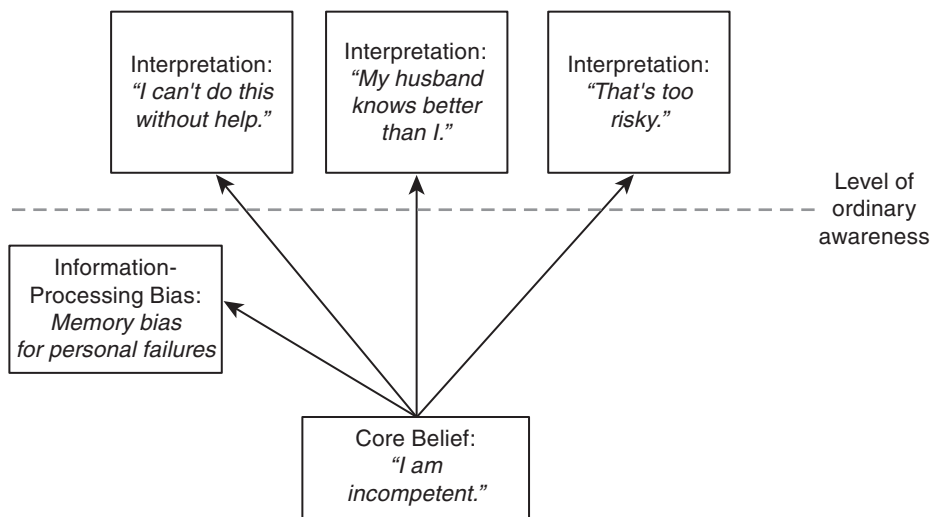 Interpretation:
“I can't do this
without help.”
Interpretation:
“My husband
knows better
than I.”
Interpretation:
“That's too
risky.”
Level of
ordinary
awareness
Information-
Processing Bias:
Memory bias
for personal failures
Core Belief:
“I am
incompetent.”